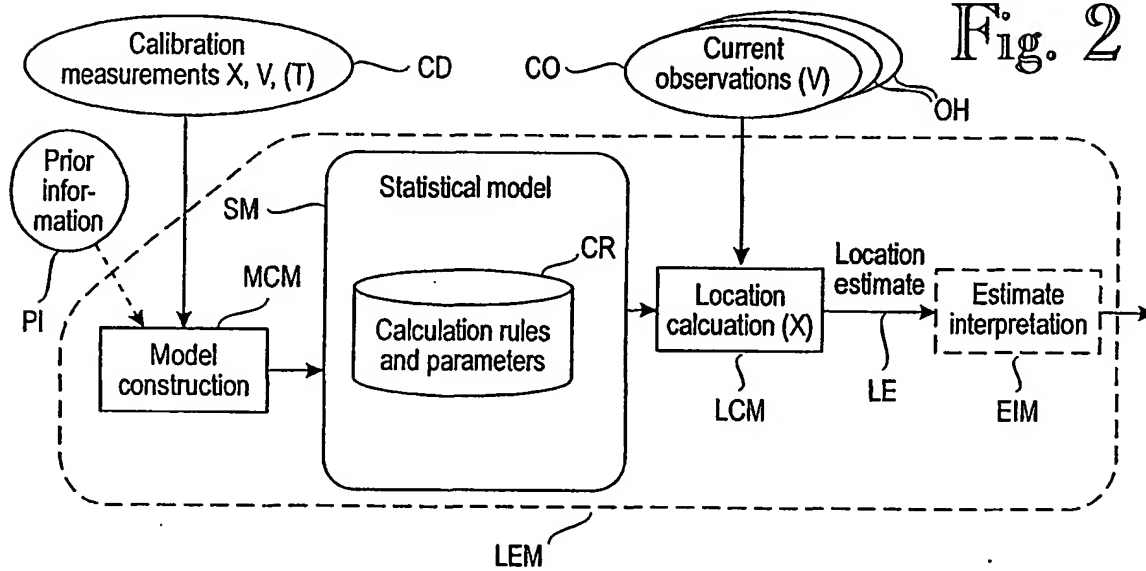 Fig. 2
Calibration
measurements X, V, (T)
CD
CO
Current
observations (V)
OH
Prior
infor-
mation
PI
SM
Statistical model
CR
Calculation rules
and parameters
MCM
Model
construction
Location
calcuation (X)
LCM
Location
estimate
LE
Estimate
interpretation
EIM
LEM